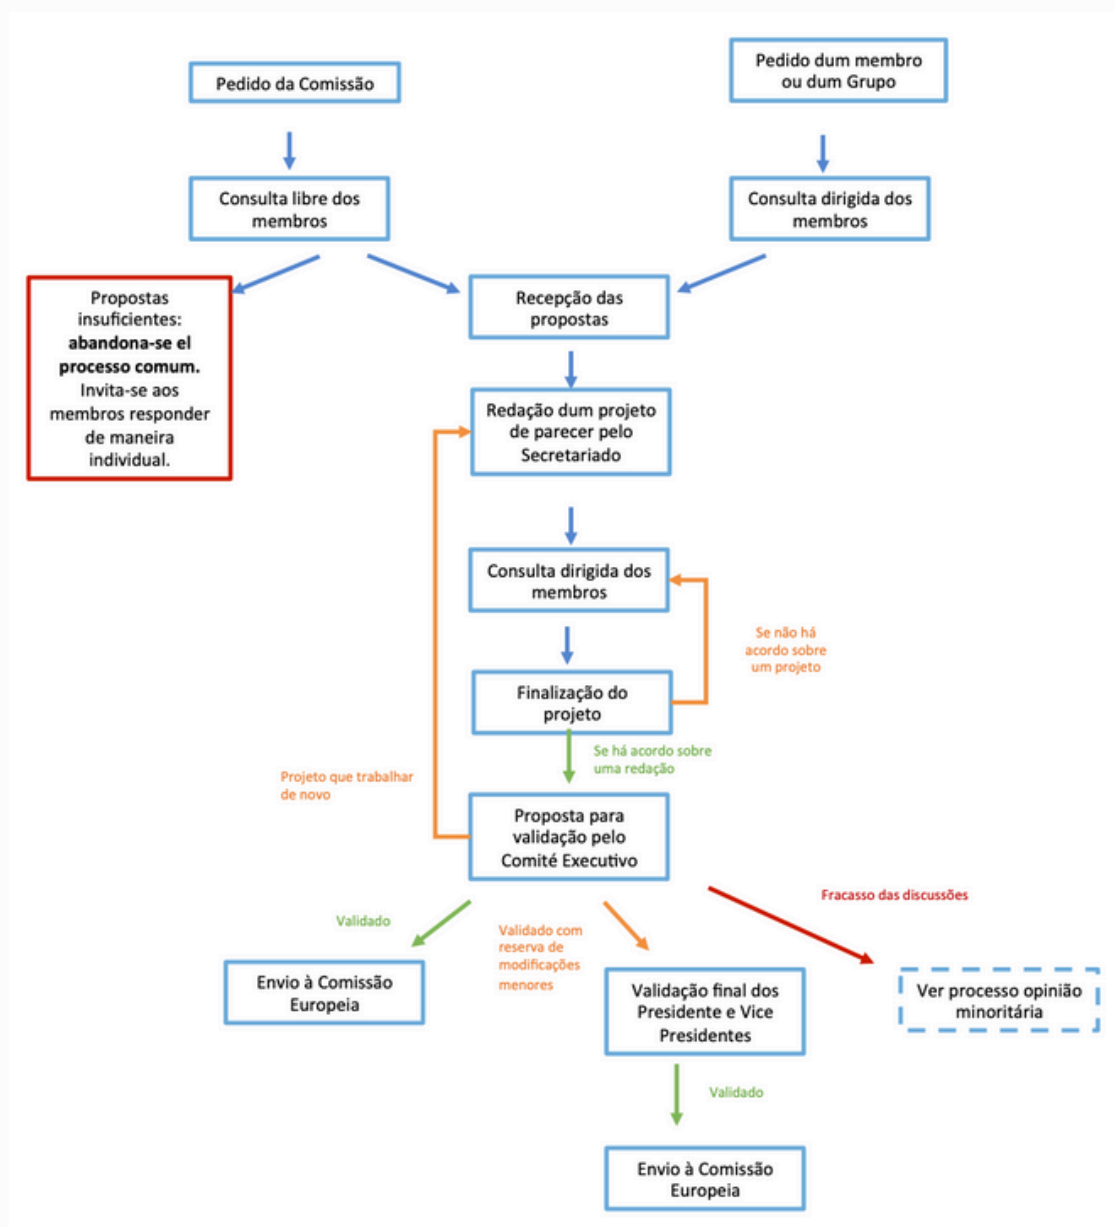 Pedido da Comissão
Pedido dum membro
ou dum Grupo
Consulta libre dos
membros
Consulta dirigida dos
membros
Propostas
insuficientes:
abandona-se el
processo comum.
Invita-se aos
membros responder
de maneira
individual.
Recepção das
propostas
Redação dum projeto
de parecer pelo
Secretariado
Consulta dirigida dos
membros
Se não há
acordo sobre
um projeto
Finalização do
projeto
Se há acordo sobre
uma redação
Projeto que trabalhar
de novo
Proposta para
validação pelo
Comité Executivo
Fracasso das discussões
Validado
Validado com
reserva de
modificações
menores
Envio à Comissão
Europeia
Validação final dos
Presidente e Vice
Presidentes
Ver processo opinião
minoritária
Validado
Envio à Comissão
Europeia